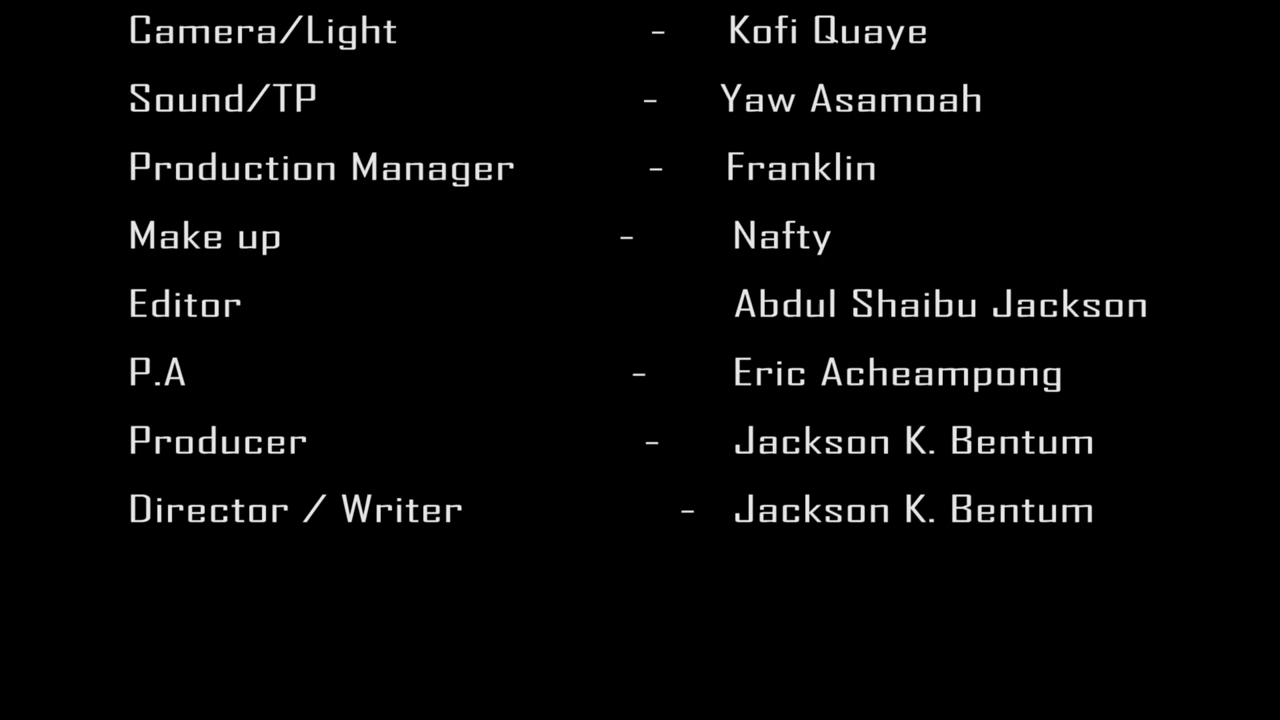 Camera/Light - Kofi Quaye
Sound/TP - Yaw Asamoah
Production Manager - Franklin
Make up - Nafty
Editor Abdul Shaibu Jackson
P.A - Eric Acheampong
Producer - Jackson K. Bentum
Director / Writer - Jackson K. Bentum